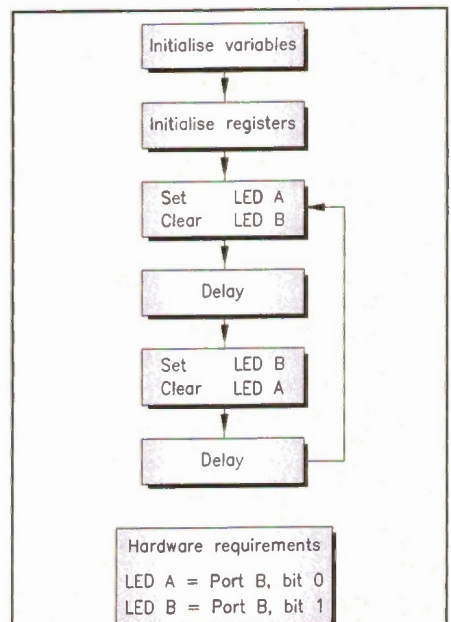 Initialise variables
Initialise registers
Set LED A
Clear LED B
Delay
Set LED B
Clear LED A
Delay
Hardware requirements
LED A = Port B, bit 0
LED B = Port B, bit 1